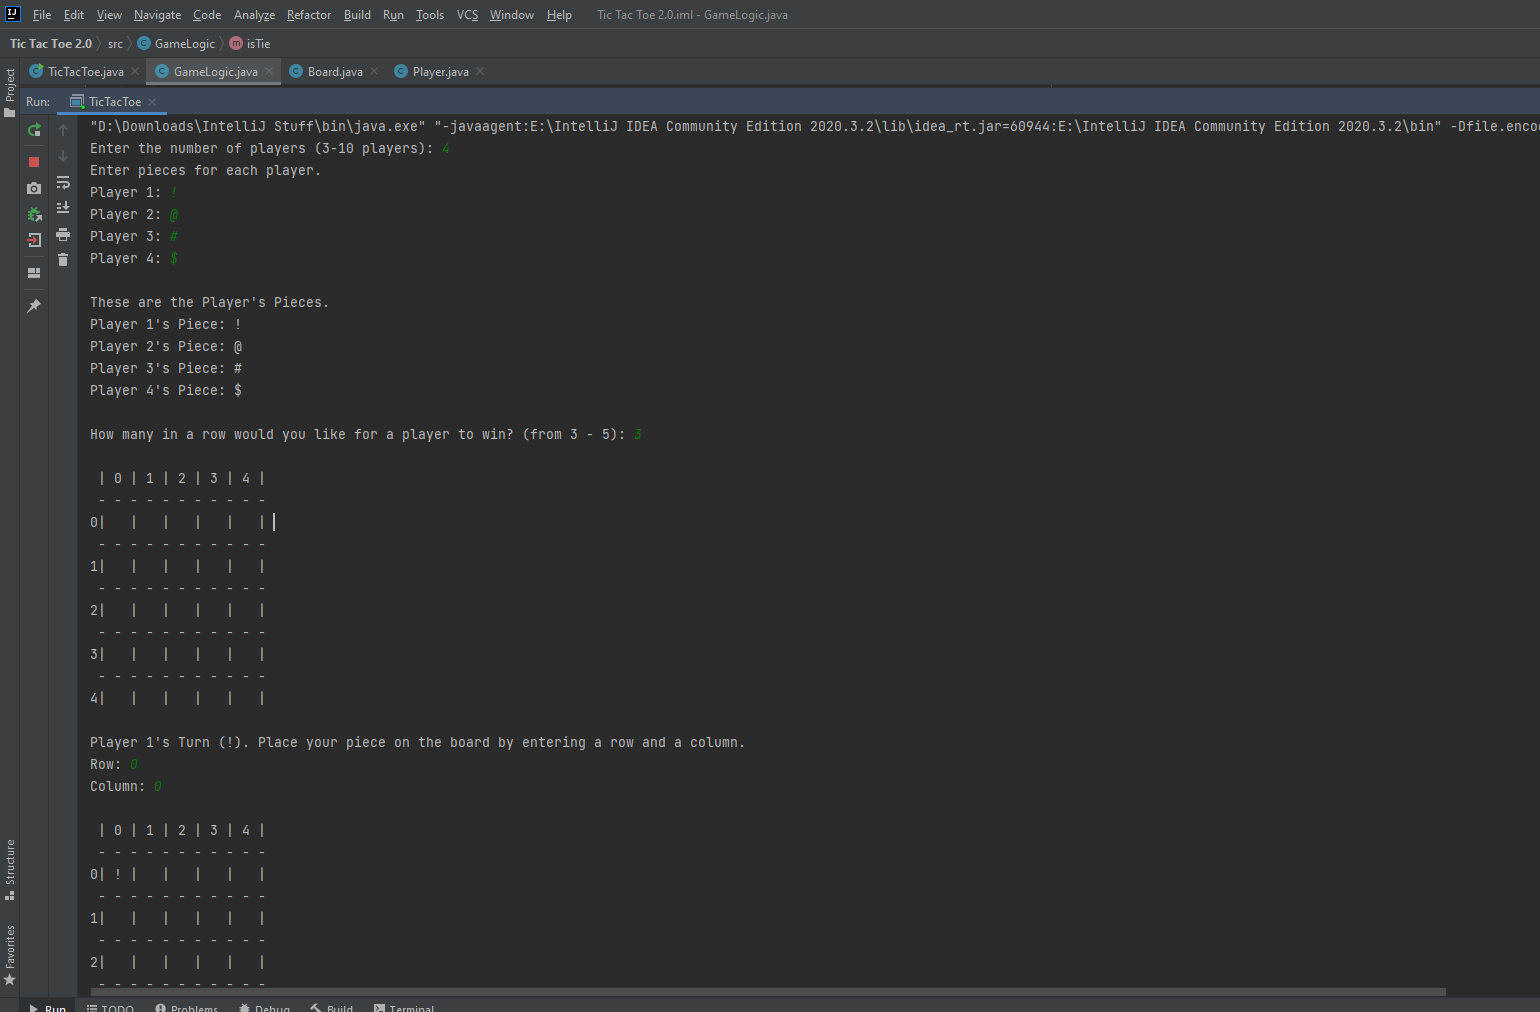 File Edit View Navigate Code Analyze Refactor Build Run Tools VCS Window Help Tic Tac Toe 2.0.iml - GameLogic.java
Tic Tac Toe 2.0 〉 src 〉 GameLogic 〉 isTie
TicTacToe.java GameLogic.java Board.java Player.java
Project
Run: TicTacToe
"D:\Downloads\IntelliJ Stuff\bin\java.exe" "-javaagent:E:\IntelliJ IDEA Community Edition 2020.3.2\lib\idea_rt.jar=60944:E:\IntelliJ IDEA Community Edition 2020.3.2\bin" -Dfile.enco
Enter the number of players (3-10 players): 4
Enter pieces for each player.
Player 1: !
Player 2: @
Player 3: #
Player 4: $
These are the Player's Pieces.
Player 1's Piece: !
Player 2's Piece: @
Player 3's Piece: #
Player 4's Piece: $
How many in a row would you like for a player to win? (from 3 - 5): 3
 | 0 | 1 | 2 | 3 | 4 |
 - - - - - - - - - - -
0|   |   |   |   |   |
 - - - - - - - - - - -
1|   |   |   |   |   |
 - - - - - - - - - - -
2|   |   |   |   |   |
 - - - - - - - - - - -
3|   |   |   |   |   |
 - - - - - - - - - - -
4|   |   |   |   |   |
Player 1's Turn (!). Place your piece on the board by entering a row and a column.
Row: 0
Column: 0
 | 0 | 1 | 2 | 3 | 4 |
 - - - - - - - - - - -
0| ! |   |   |   |   |
 - - - - - - - - - - -
1|   |   |   |   |   |
 - - - - - - - - - - -
2|   |   |   |   |   |
 - - - - - - - - - - -
Structure
Favorites
Run TODO Problems Debug Build Terminal